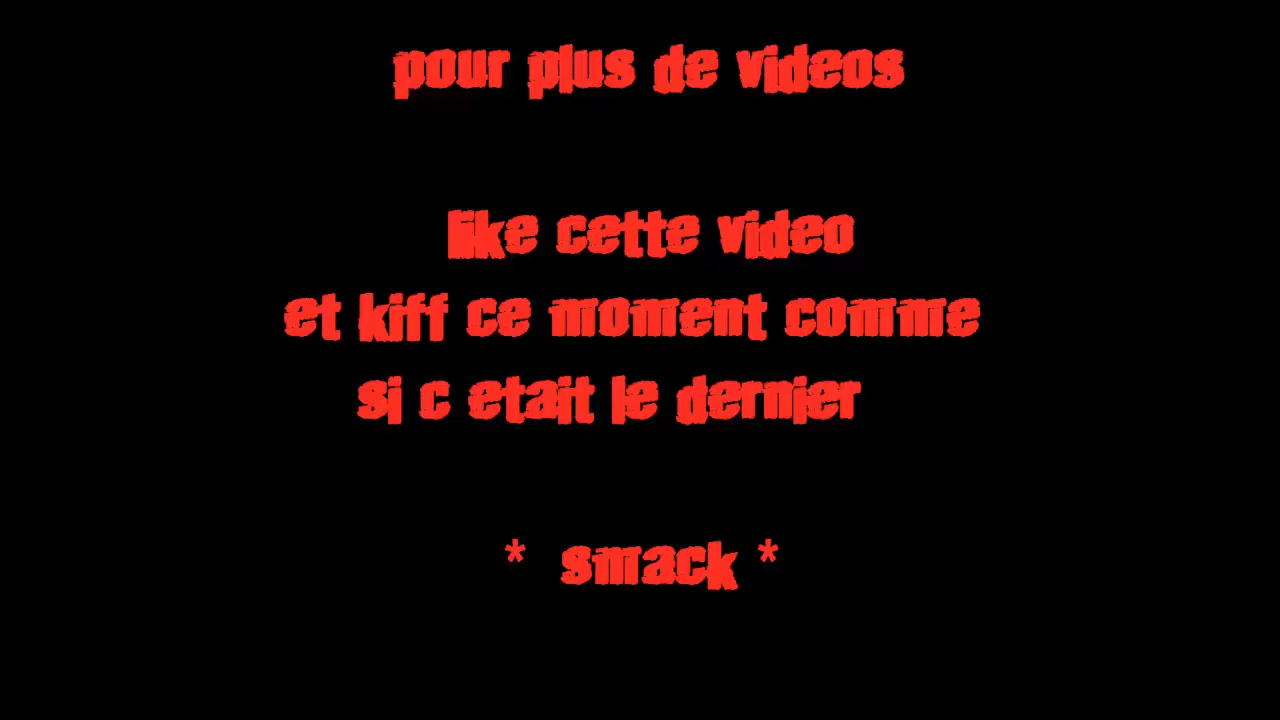 pour plus de videos
like cette video
et kiff ce moment comme
si c etait le dernier
* smack *